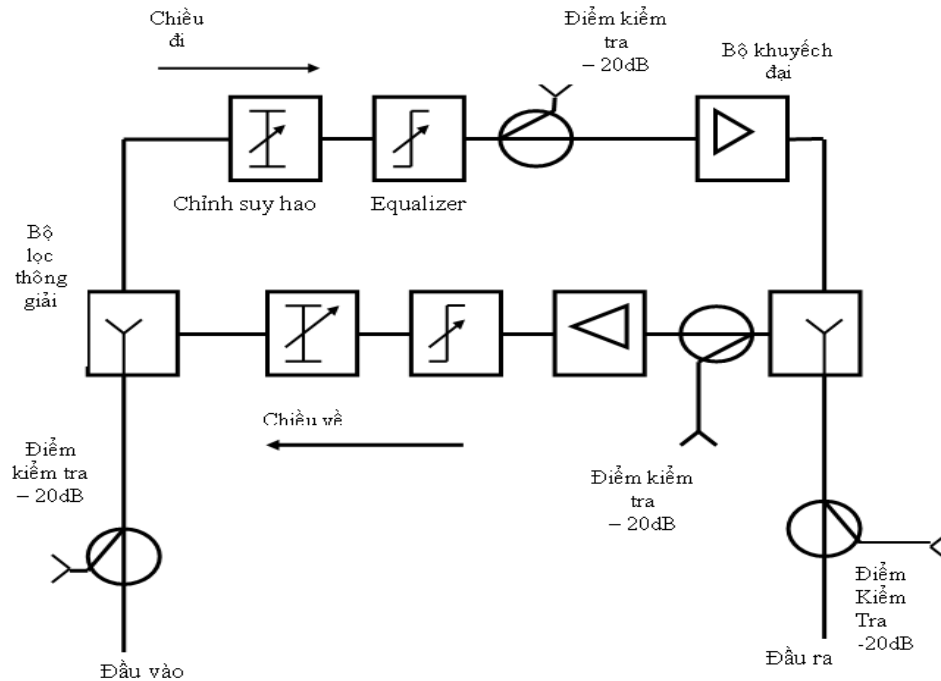 Chiều
đi
Điểm kiểm
tra
– 20dB
Bộ khuyếch
đại
Chỉnh suy hao
Equalizer
Bộ
lọc
thông
giải
Chiều về
Điểm
kiểm tra
– 20dB
Điểm kiểm
tra
– 20dB
Điểm
Kiểm
Tra
-20dB
Đầu vào
Đầu ra